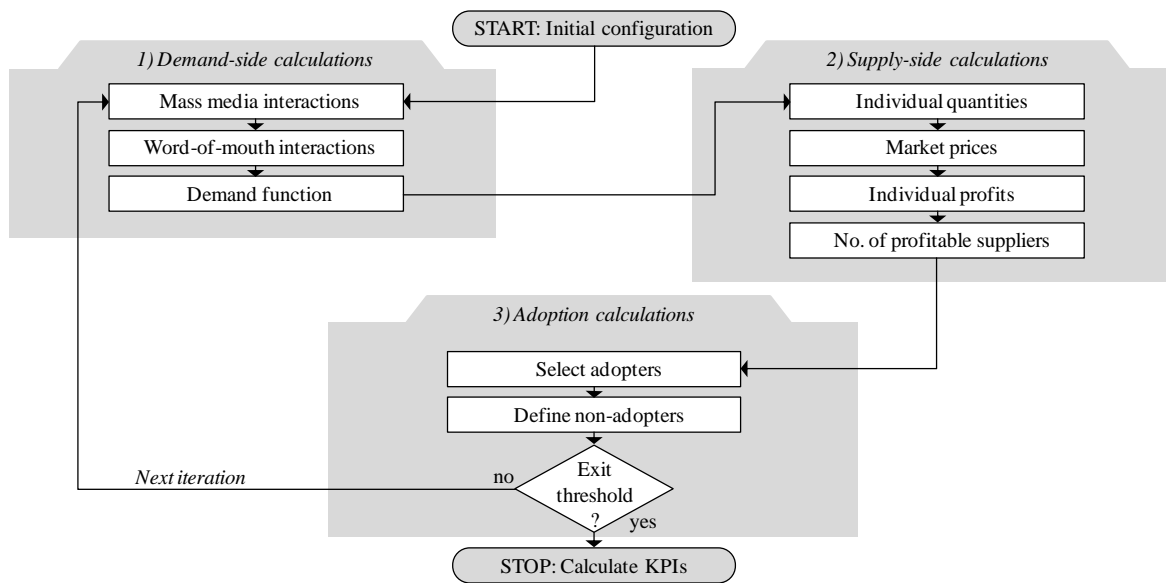 START: Initial configuration
1) Demand-side calculations
Mass media interactions
Word-of-mouth interactions
Demand function
2) Supply-side calculations
Individual quantities
Market prices
Individual profits
No. of profitable suppliers
3) Adoption calculations
Select adopters
Define non-adopters
Exit
threshold
?
yes
no
Next iteration
STOP: Calculate KPIs